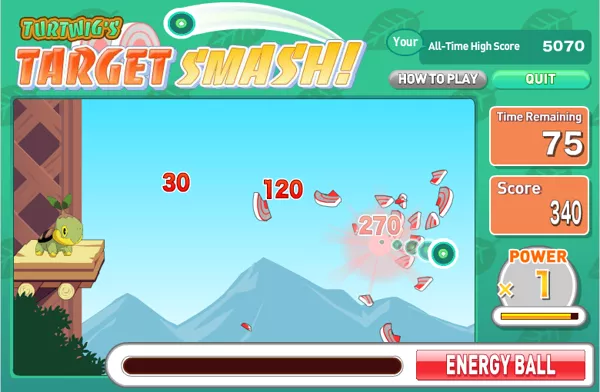 TURTWIG'S
TARGET SMASH!
Your All-Time High Score 5070
HOW TO PLAY QUIT
Time Remaining
75
30
120
270
Score
340
POWER
× 1
ENERGY BALL